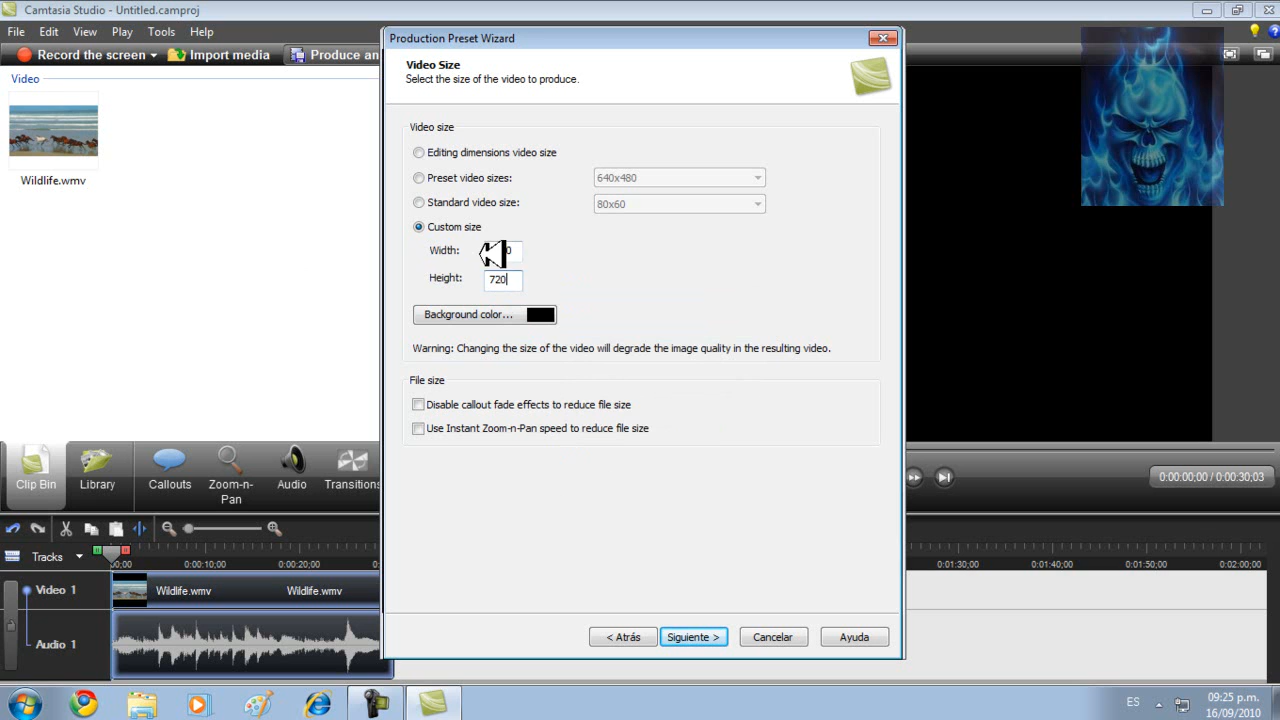 Camtasia Studio - Untitled.camproj
File Edit View Play Tools Help
Record the screen Import media Produce an
Video
Wildlife.wmv
Production Preset Wizard
Video Size
Select the size of the video to produce.
Video size
Editing dimensions video size
Preset video sizes: 640x480
Standard video size: 80x60
Custom size
Width:
Height: 720
Background color...
Warning: Changing the size of the video will degrade the image quality in the resulting video.
File size
Disable callout fade effects to reduce file size
Use Instant Zoom-n-Pan speed to reduce file size
< Atrás Siguiente > Cancelar Ayuda
Clip Bin Library Callouts Zoom-n-Pan Audio Transitions
0:00:00;00 / 0:00:30;03
Tracks
0:00:10;00 0:00:20;00 0:01:30;00 0:01:40;00 0:01:50;00 0:02:00;00
Video 1 Wildlife.wmv Wildlife.wmv
Audio 1
ES
09:25 p.m.
16/09/2010